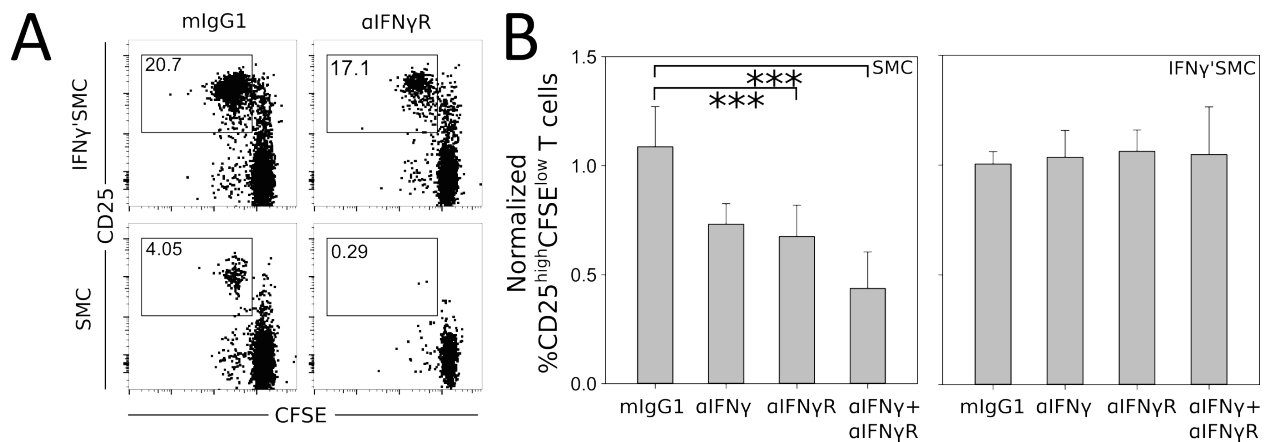 A
mIgG1
αIFNγR
20.7
17.1
IFNγ'SMC
CD25
4.05
0.29
SMC
CFSE
B
Normalized
%CD25highCFSElow T cells
1.5
1.0
0.5
0.0
SMC
***
***
mIgG1
αIFNγ
αIFNγR
αIFNγ+
αIFNγR
IFNγ'SMC
mIgG1
αIFNγ
αIFNγR
αIFNγ+
αIFNγR